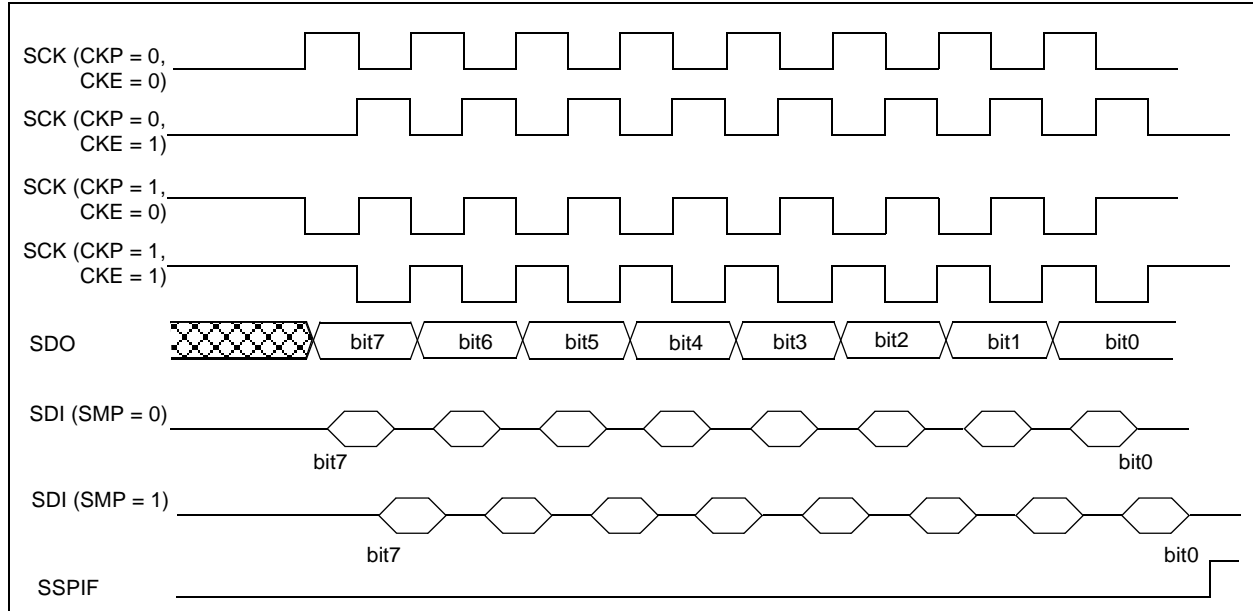 SCK (CKP = 0,
CKE = 0)
SCK (CKP = 0,
CKE = 1)
SCK (CKP = 1,
CKE = 0)
SCK (CKP = 1,
CKE = 1)
SDO bit7 bit6 bit5 bit4 bit3 bit2 bit1 bit0
SDI (SMP = 0)
bit7 bit0
SDI (SMP = 1)
bit7 bit0
SSPIF